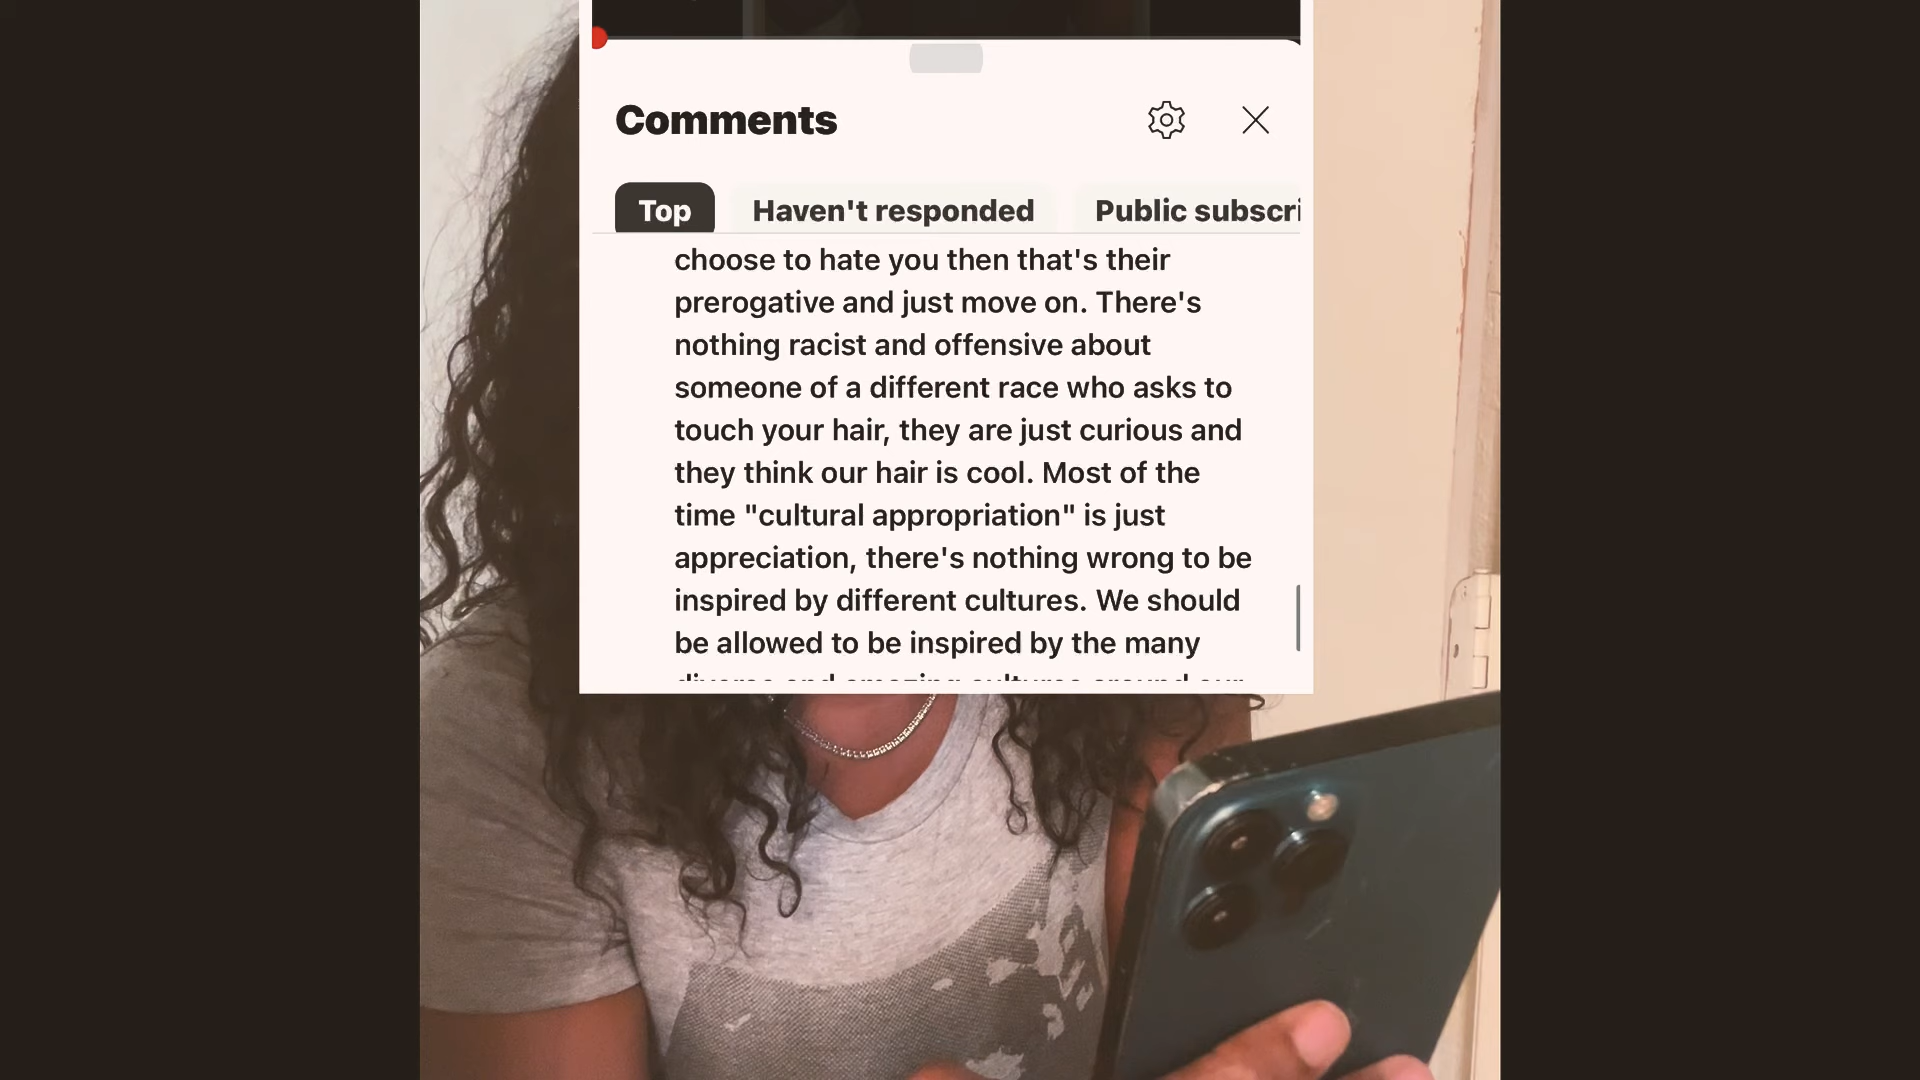 Comments
Top
Haven't responded
Public subscri
choose to hate you then that's their
prerogative and just move on. There's
nothing racist and offensive about
someone of a different race who asks to
touch your hair, they are just curious and
they think our hair is cool. Most of the
time "cultural appropriation" is just
appreciation, there's nothing wrong to be
inspired by different cultures. We should
be allowed to be inspired by the many